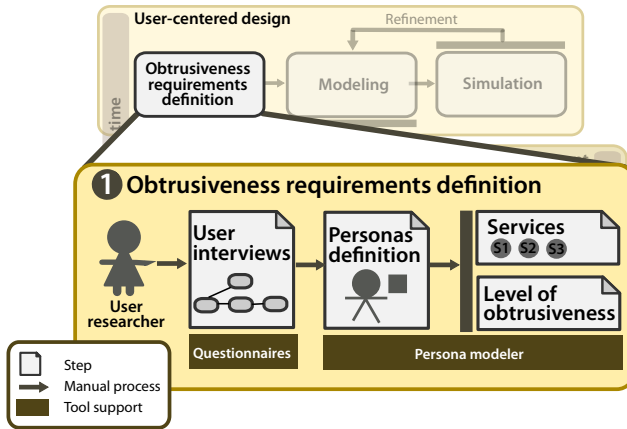 User-centered design
Refinement
Obtrusiveness
requirements
definition
Modeling
Simulation
time
1 Obtrusiveness requirements definition
User
interviews
Personas
definition
Services
S1 S2 S3
Level of
obtrusiveness
User
researcher
Questionnaires
Persona modeler
Step
Manual process
Tool support